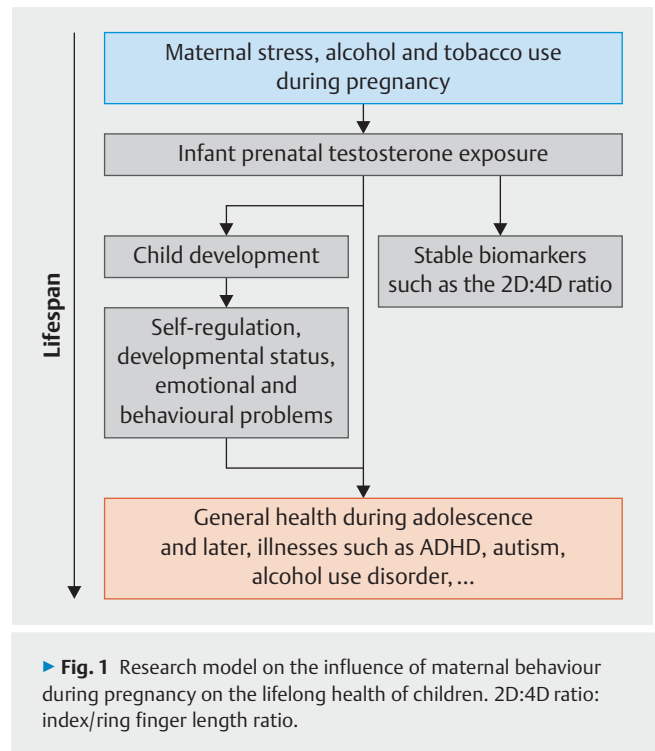 Maternal stress, alcohol and tobacco use
during pregnancy
Infant prenatal testosterone exposure
Child development
Stable biomarkers
such as the 2D:4D ratio
Lifespan
Self-regulation,
developmental status,
emotional and
behavioural problems
General health during adolescence
and later, illnesses such as ADHD, autism,
alcohol use disorder, ...
▶ Fig. 1 Research model on the influence of maternal behaviour
during pregnancy on the lifelong health of children. 2D:4D ratio:
index/ring finger length ratio.